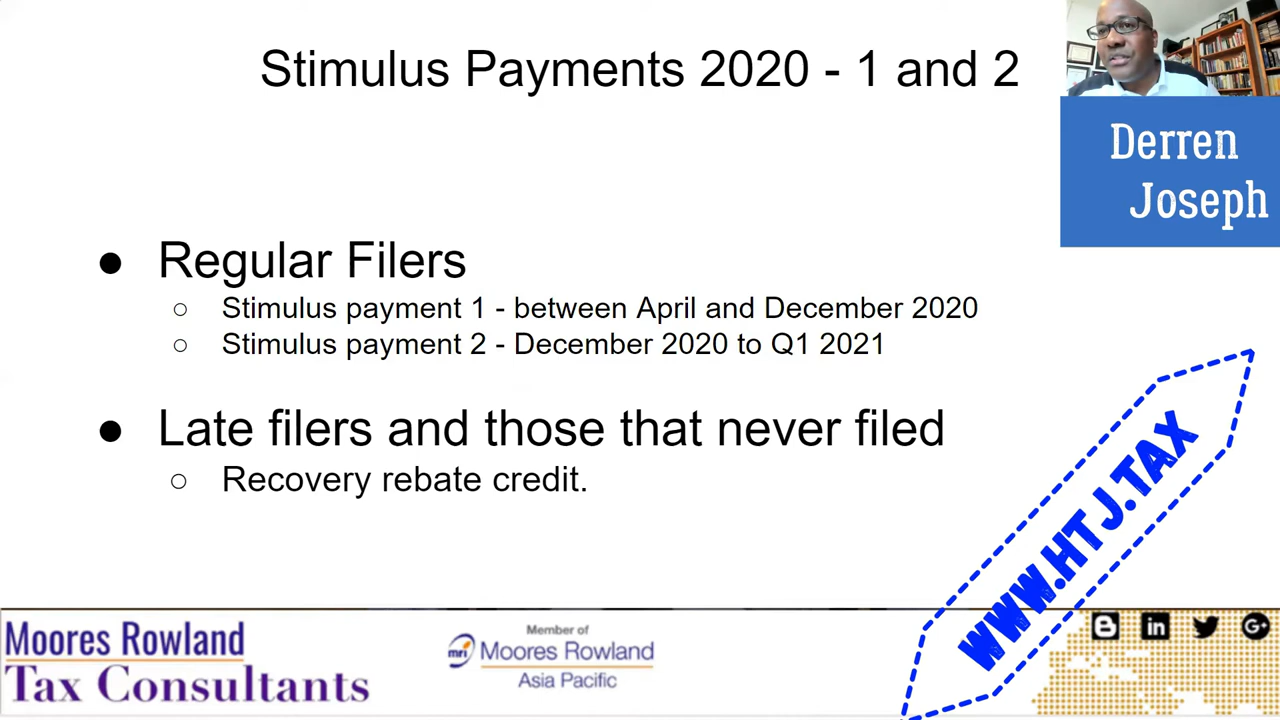 Stimulus Payments 2020 - 1 and 2
Derren
Joseph
● Regular Filers
○ Stimulus payment 1 - between April and December 2020
○ Stimulus payment 2 - December 2020 to Q1 2021
● Late filers and those that never filed
○ Recovery rebate credit.
WWW.HTJ.TAX
Moores Rowland
Tax Consultants
Member of
mri Moores Rowland
Asia Pacific